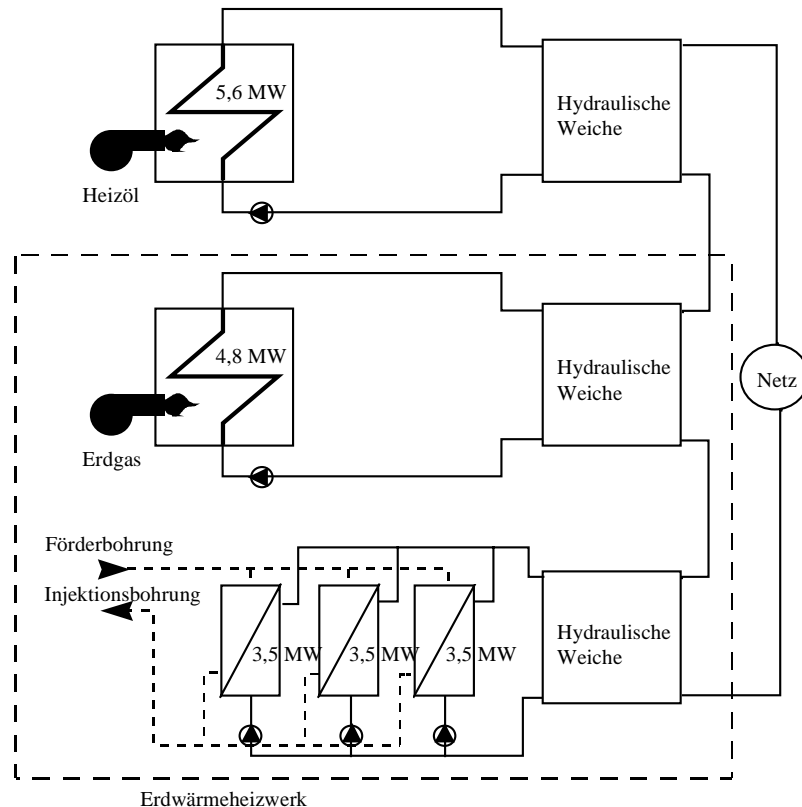 5,6 MW
Hydraulische
Weiche
Heizöl
4,8 MW
Hydraulische
Weiche
Netz
Erdgas
Förderbohrung
Injektionsbohrung
3,5 MW
3,5 MW
3,5 MW
Hydraulische
Weiche
Erdwärmeheizwerk